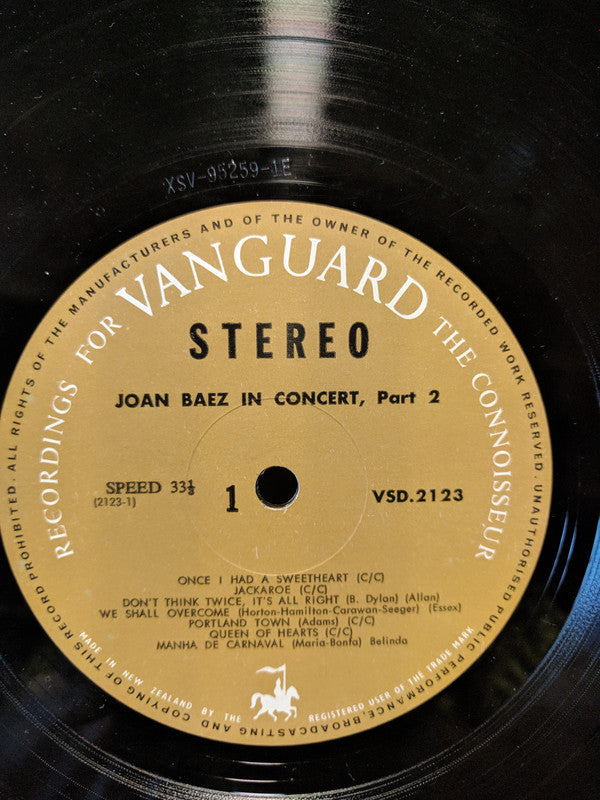 XSV-95259-1E
ALL RIGHTS OF THE MANUFACTURERS AND OF THE OWNER OF THE RECORDED WORK RESERVED. UNAUTHORISED PUBLIC PERFORMANCE, BROADCASTING AND COPYING OF THIS RECORD PROHIBITED.
RECORDINGS FOR VANGUARD THE CONNOISSEUR
STEREO
JOAN BAEZ IN CONCERT, Part 2
SPEED 33⅓
(2123-1)
1
VSD.2123
ONCE I HAD A SWEETHEART (C/C)
JACKAROE (C/C)
DON'T THINK TWICE, IT'S ALL RIGHT (B. Dylon) (Allan)
WE SHALL OVERCOME (Horton-Hamilton-Carawan-Seeger) (Essex)
PORTLAND TOWN (Adams) (C/C)
QUEEN OF HEARTS (C/C)
MANHA DE CARNAVAL (Maria-Bonfa) Belinda
MADE IN NEW ZEALAND BY THE REGISTERED USER OF THE TRADE MARK